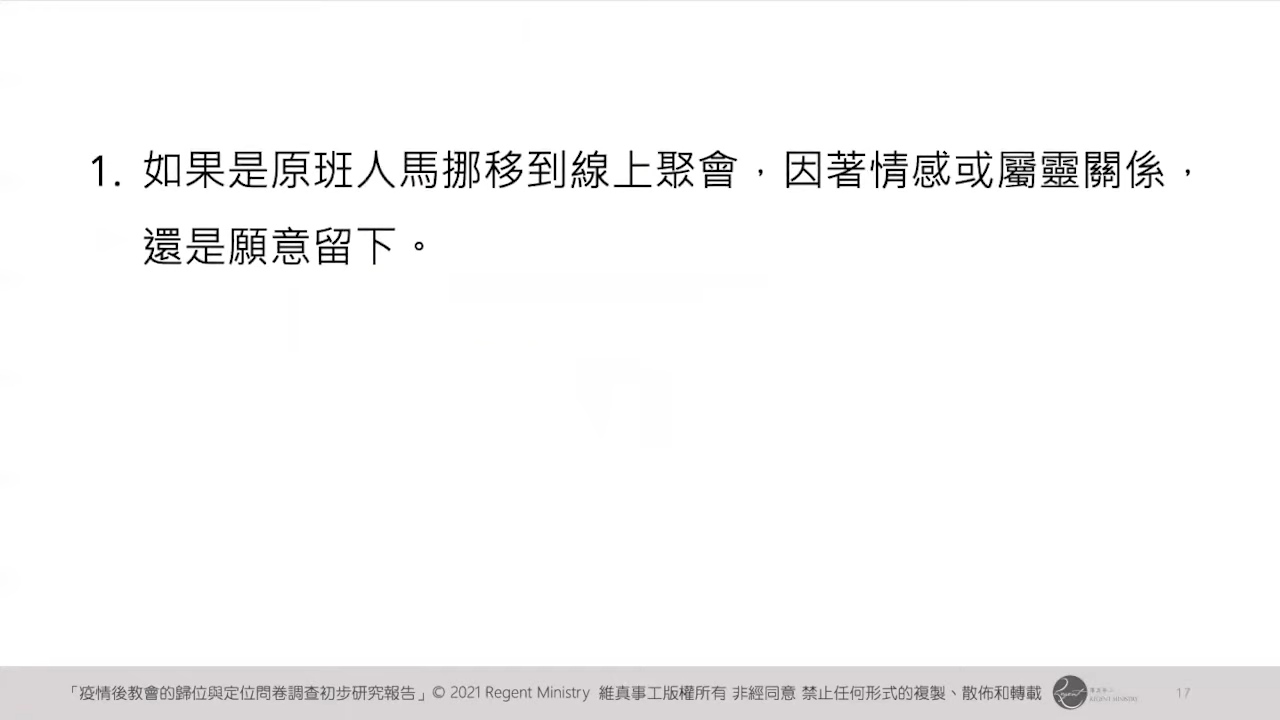 1. 如果是原班人馬挪移到線上聚會，因著情感或屬靈關係，
還是願意留下。
「疫情後教會的歸位與定位問卷調查初步研究報告」© 2021 Regent Ministry 維真事工版權所有 非經同意 禁止任何形式的複製、散佈和轉載
Regent
REGENT MINISTRY
17